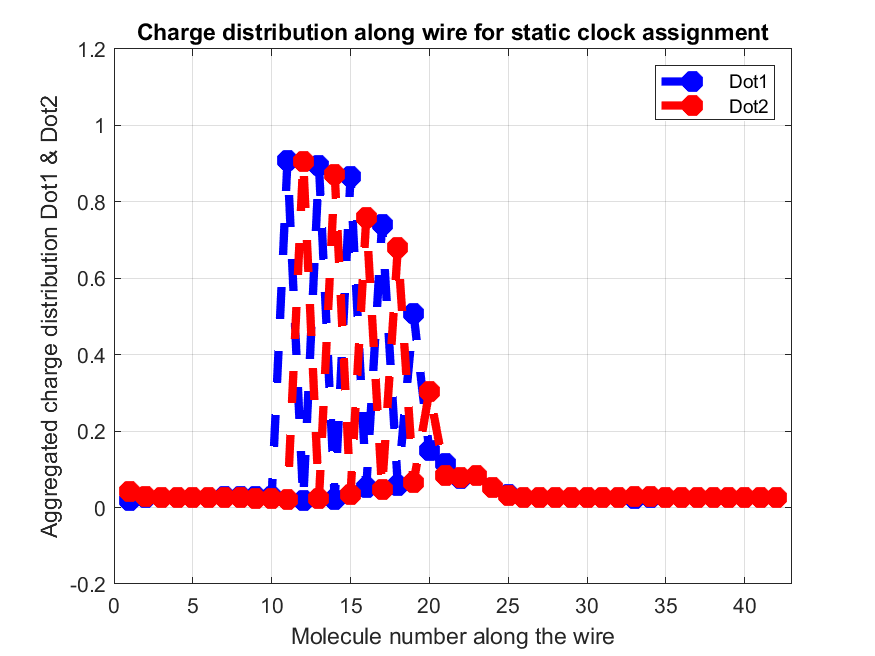 Charge distribution along wire for static clock assignment
1.2
1
0.8
0.6
0.4
0.2
0
-0.2
Aggregated charge distribution Dot1 & Dot2
Dot1
Dot2
0 5 10 15 20 25 30 35 40
Molecule number along the wire